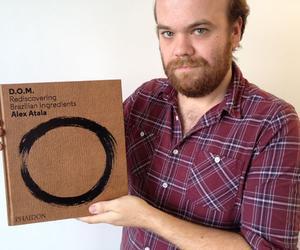 D.O.M.
Rediscovering
Brazilian Ingredients
Alex Atala
PHAIDON